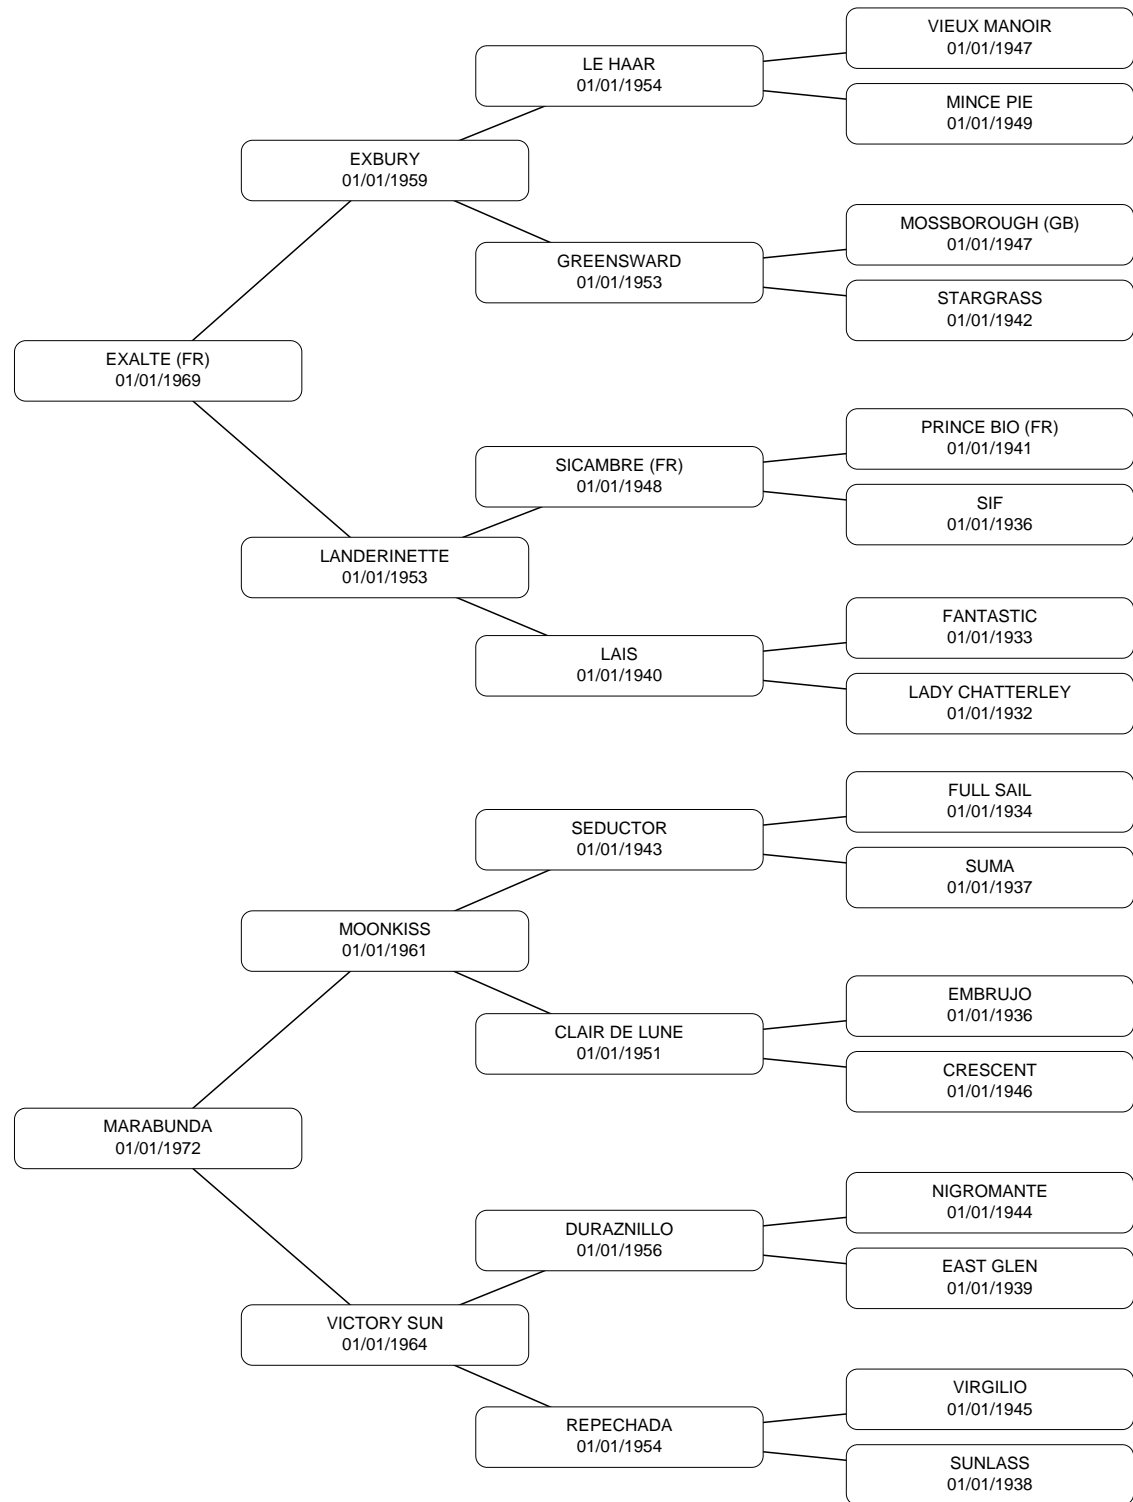 VIEUX MANOIR
01/01/1947
LE HAAR
01/01/1954
MINCE PIE
01/01/1949
EXBURY
01/01/1959
MOSSBOROUGH (GB)
01/01/1947
GREENSWARD
01/01/1953
STARGRASS
01/01/1942
EXALTE (FR)
01/01/1969
PRINCE BIO (FR)
01/01/1941
SICAMBRE (FR)
01/01/1948
SIF
01/01/1936
LANDERINETTE
01/01/1953
FANTASTIC
01/01/1933
LAIS
01/01/1940
LADY CHATTERLEY
01/01/1932
FULL SAIL
01/01/1934
SEDUCTOR
01/01/1943
SUMA
01/01/1937
MOONKISS
01/01/1961
EMBRUJO
01/01/1936
CLAIR DE LUNE
01/01/1951
CRESCENT
01/01/1946
MARABUNDA
01/01/1972
NIGROMANTE
01/01/1944
DURAZNILLO
01/01/1956
EAST GLEN
01/01/1939
VICTORY SUN
01/01/1964
VIRGILIO
01/01/1945
REPECHADA
01/01/1954
SUNLASS
01/01/1938